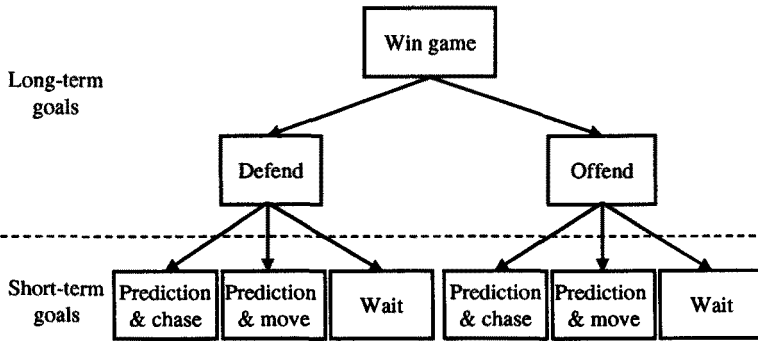 Win game
Long-term
goals
Defend
Offend
Short-term
goals
Prediction
& chase
Prediction
& move
Wait
Prediction
& chase
Prediction
& move
Wait